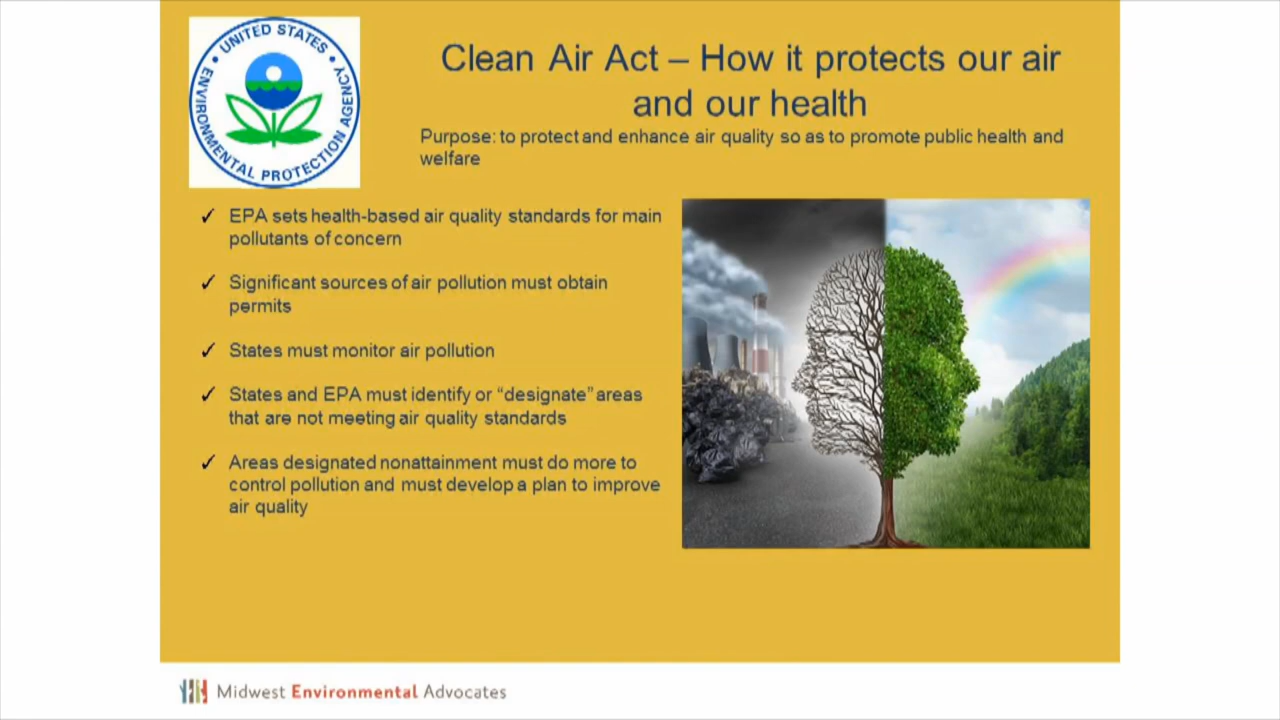 UNITED STATES
ENVIRONMENTAL PROTECTION AGENCY
Clean Air Act – How it protects our air
and our health
Purpose: to protect and enhance air quality so as to promote public health and
welfare
✓ EPA sets health-based air quality standards for main
pollutants of concern
✓ Significant sources of air pollution must obtain
permits
✓ States must monitor air pollution
✓ States and EPA must identify or “designate” areas
that are not meeting air quality standards
✓ Areas designated nonattainment must do more to
control pollution and must develop a plan to improve
air quality
Midwest Environmental Advocates